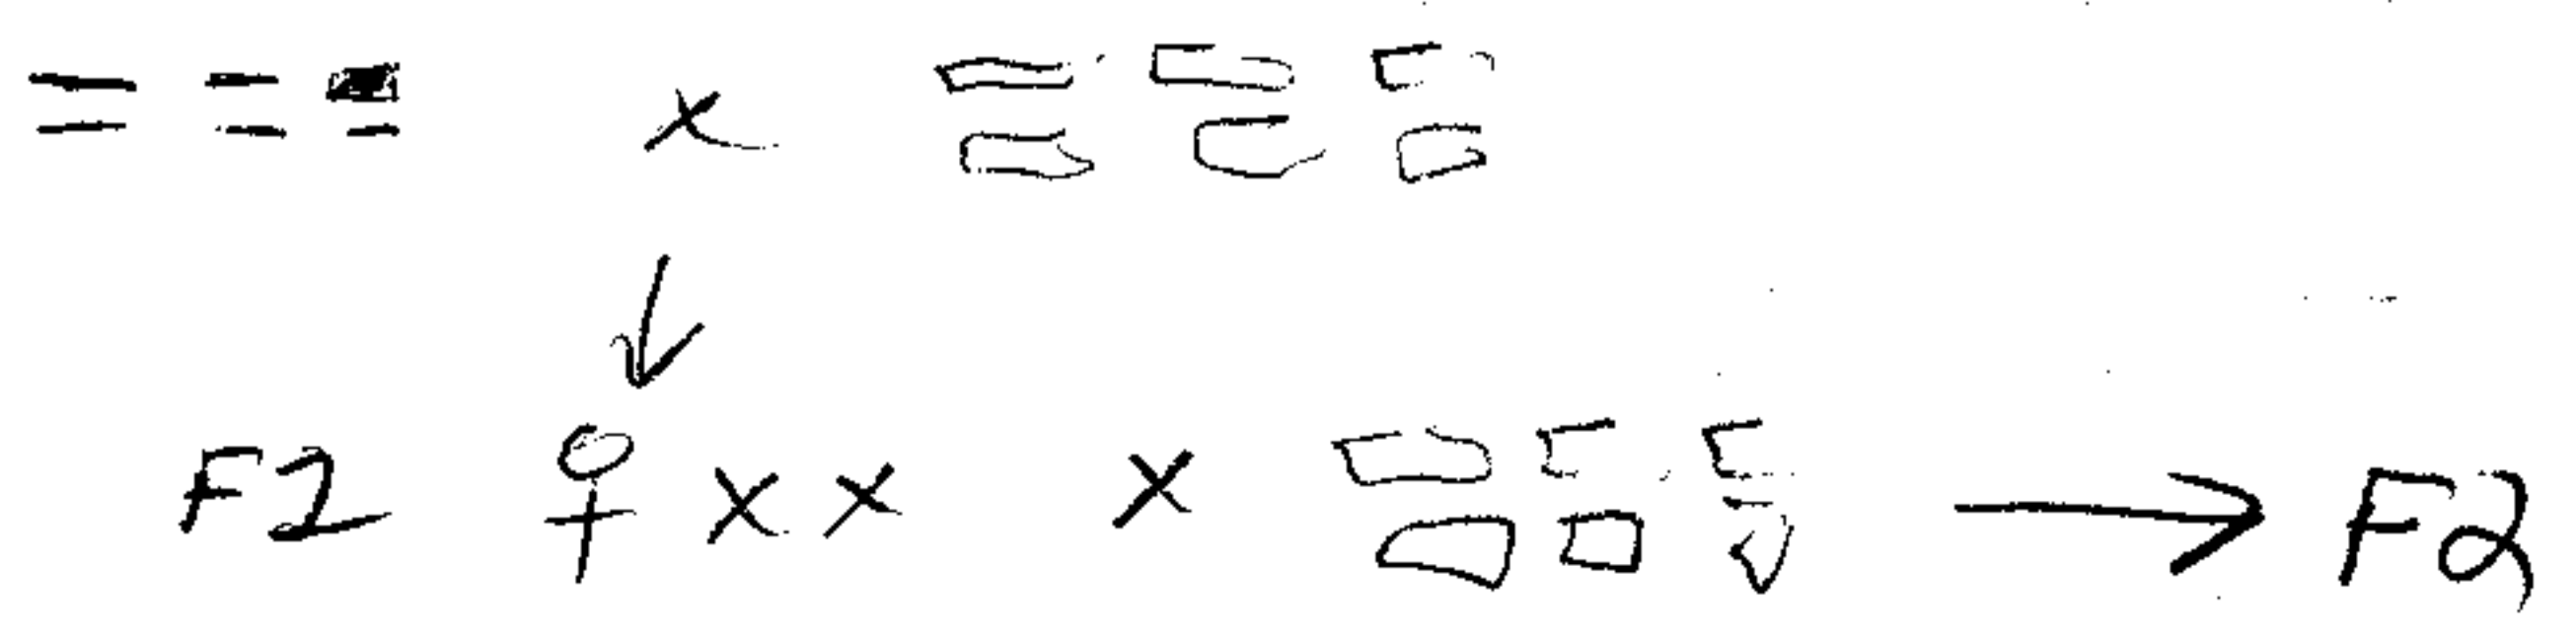 x
F2 ♀ x x x → F2